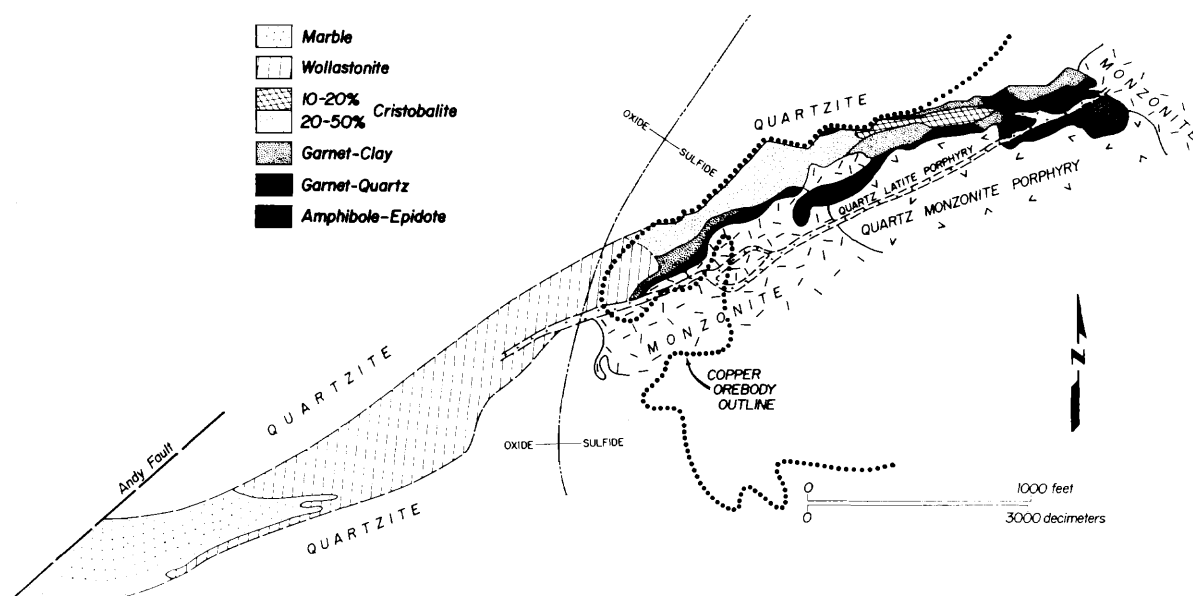 Marble
Wollastonite
10-20%
Cristobalite
20-50%
Garnet-Clay
Garnet-Quartz
Amphibole-Epidote
OXIDE
SULFIDE
QUARTZITE
MONZONITE
QUARTZ LATITE PORPHYRY
QUARTZ MONZONITE PORPHYRY
MONZONITE
COPPER
OREBODY
OUTLINE
N
QUARTZITE
OXIDE
SULFIDE
Andy Fault
QUARTZITE
0
1000 feet
0
3000 decimeters